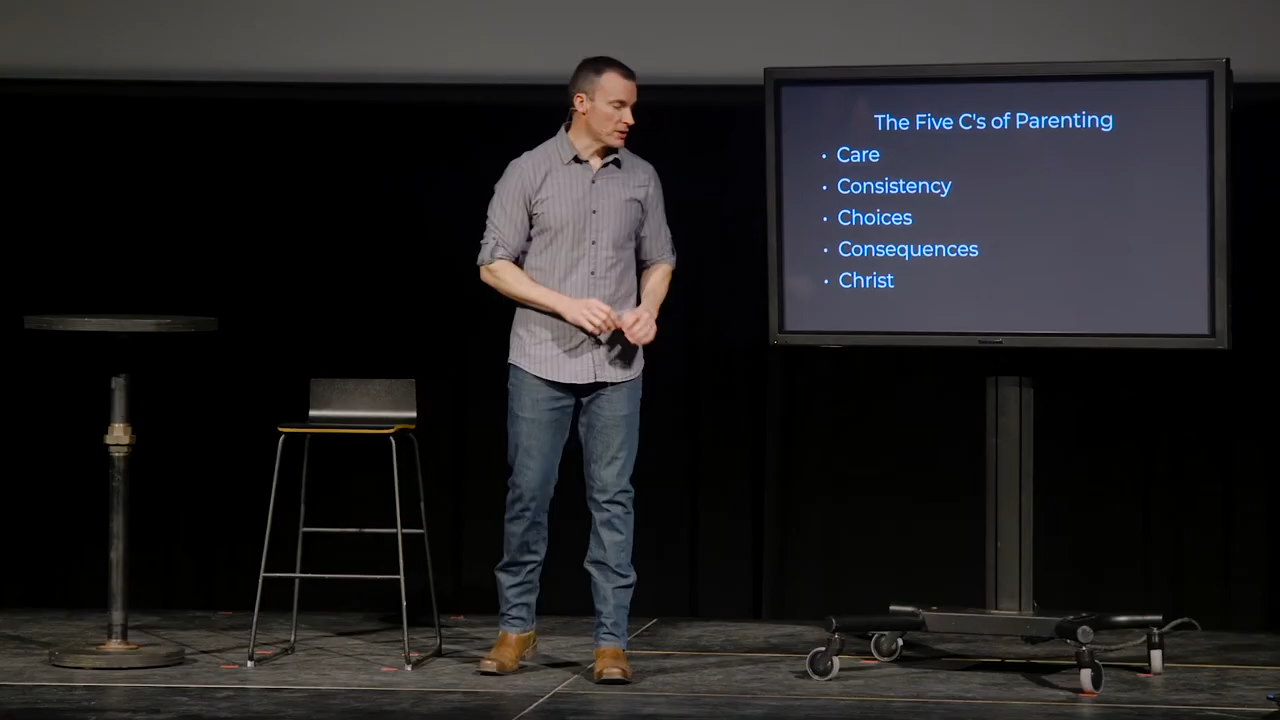 The Five C's of Parenting
• Care
• Consistency
• Choices
• Consequences
• Christ